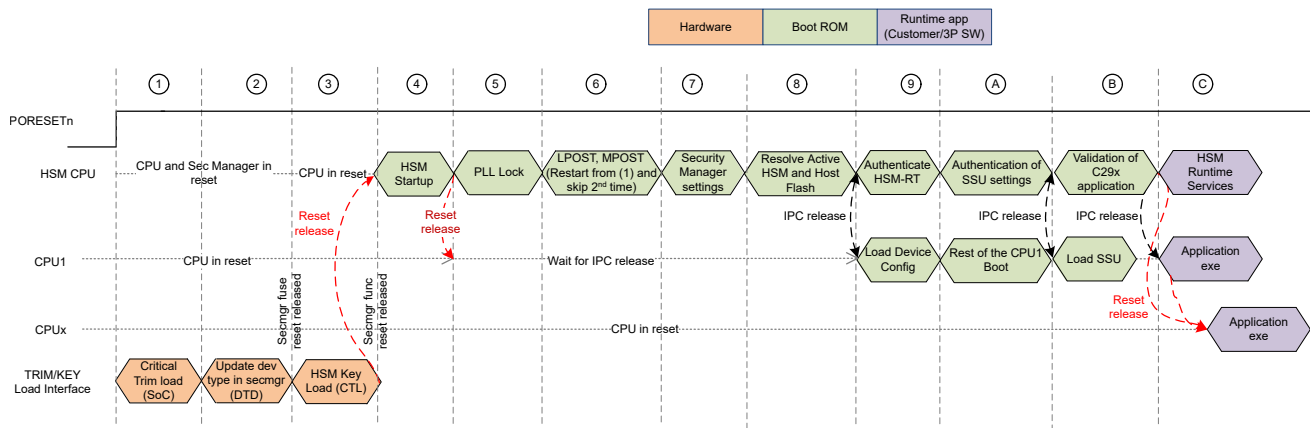 Hardware
Boot ROM
Runtime app
(Customer/3P SW)
1
2
3
4
5
6
7
8
9
A
B
C
PORESETn
HSM CPU
CPU and Sec Manager in
reset
CPU in reset
HSM
Startup
PLL Lock
LPOST, MPOST
(Restart from (1) and
skip 2nd time)
Security
Manager
settings
Resolve Active
HSM and Host
Flash
Authenticate
HSM-RT
Authentication of
SSU settings
Validation of
C29x
application
HSM
Runtime
Services
Reset
release
Reset
release
IPC release
IPC release
IPC release
CPU1
CPU in reset
Wait for IPC release
Load Device
Config
Rest of the CPU1
Boot
Load SSU
Application
exe
Secmgr fuse
reset released
Secmgr func
reset released
Reset
release
CPUx
CPU in reset
Application
exe
TRIM/KEY
Load Interface
Critical
Trim load
(SoC)
Update dev
type in secmgr
(DTD)
HSM Key
Load (CTL)